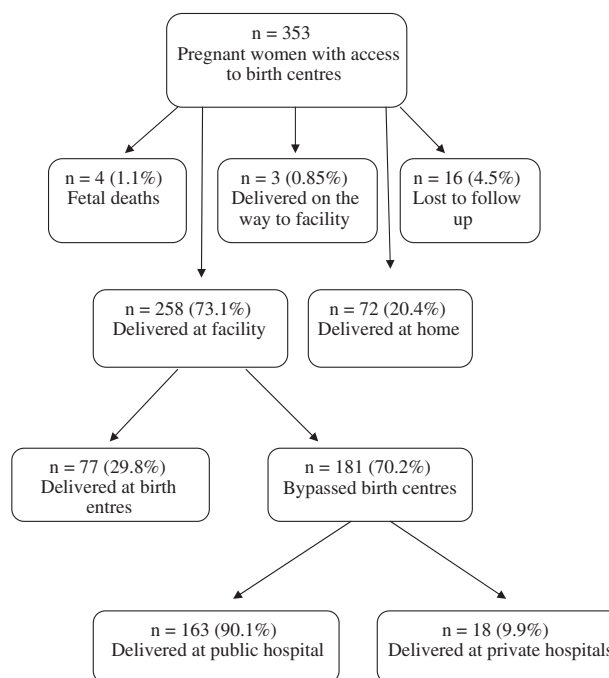 n = 353
Pregnant women with access
to birth centres
n = 4 (1.1%)
Fetal deaths
n = 3 (0.85%)
Delivered on the
way to facility
n = 16 (4.5%)
Lost to follow
up
n = 258 (73.1%)
Delivered at facility
n = 72 (20.4%)
Delivered at home
n = 77 (29.8%)
Delivered at birth
entres
n = 181 (70.2%)
Bypassed birth centres
n = 163 (90.1%)
Delivered at public hospital
n = 18 (9.9%)
Delivered at private hospitals